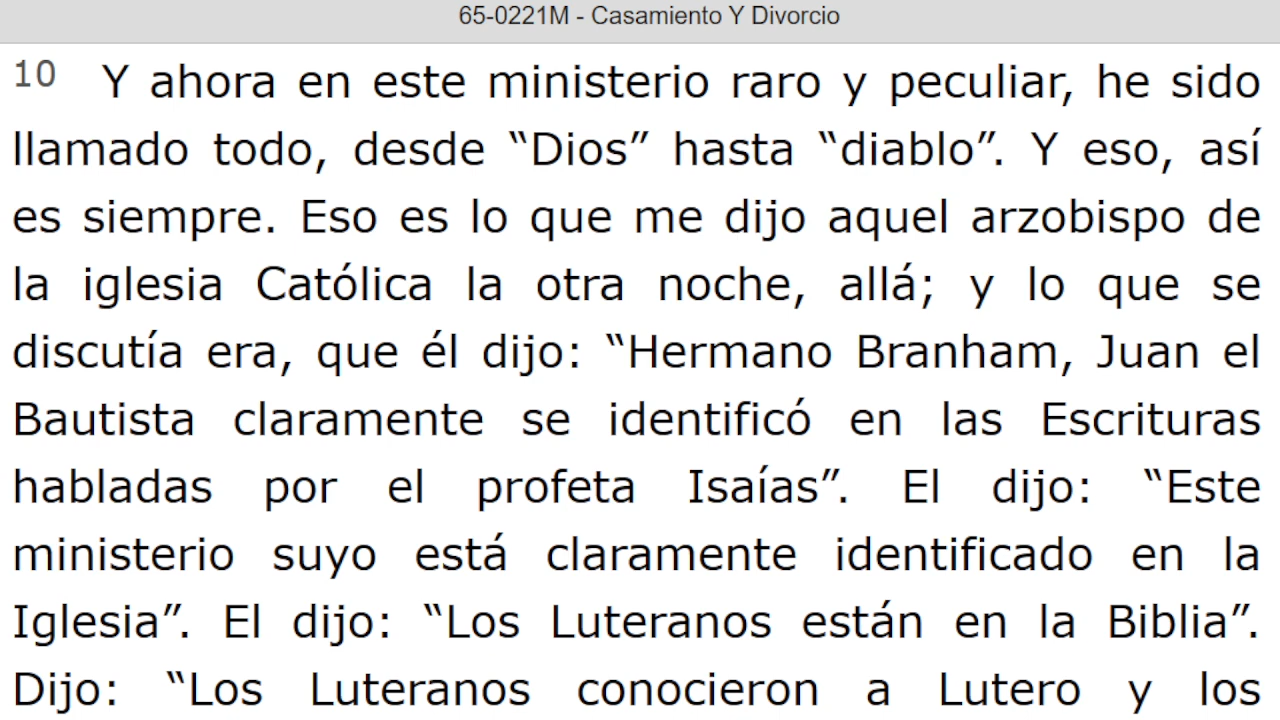 65-0221M - Casamiento Y Divorcio
10 Y ahora en este ministerio raro y peculiar, he sido
llamado todo, desde “Dios” hasta “diablo”. Y eso, así
es siempre. Eso es lo que me dijo aquel arzobispo de
la iglesia Católica la otra noche, allá; y lo que se
discutía era, que él dijo: “Hermano Branham, Juan el
Bautista claramente se identificó en las Escrituras
habladas por el profeta Isaías”. El dijo: “Este
ministerio suyo está claramente identificado en la
Iglesia”. El dijo: “Los Luteranos están en la Biblia”.
Dijo: “Los Luteranos conocieron a Lutero y los